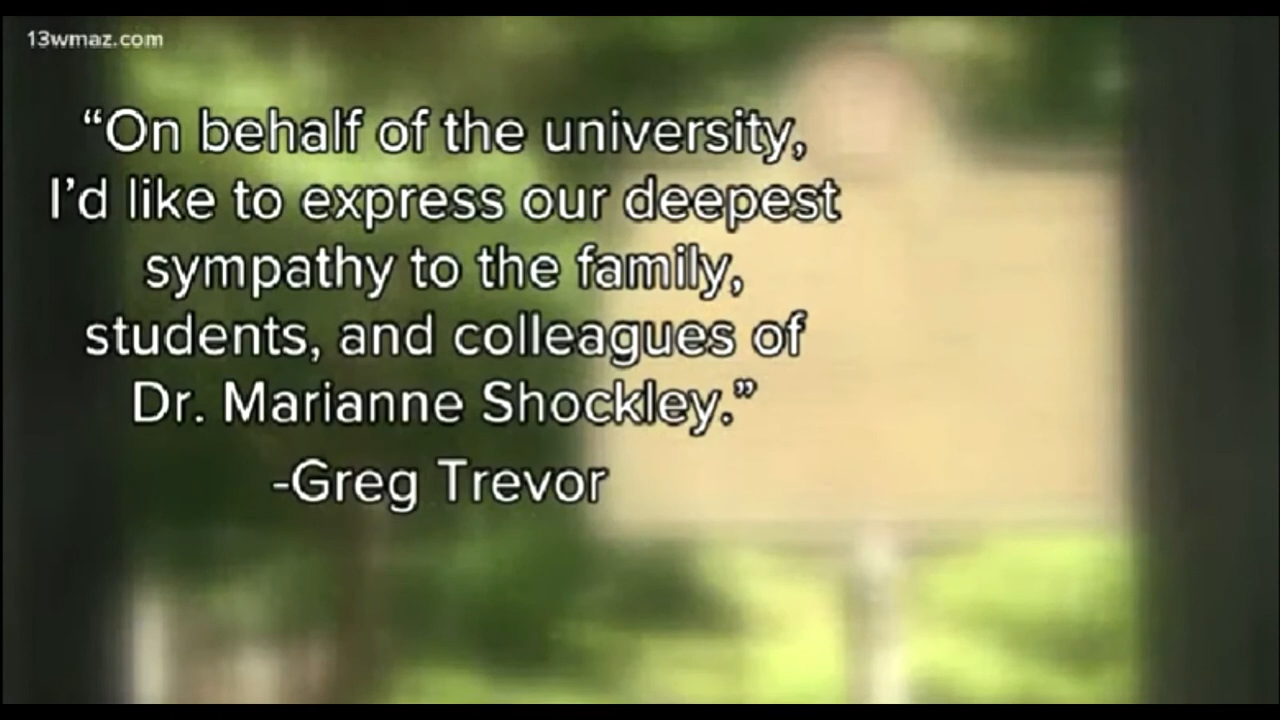 13wmaz.com
“On behalf of the university,
I’d like to express our deepest
sympathy to the family,
students, and colleagues of
Dr. Marianne Shockley.”
-Greg Trevor